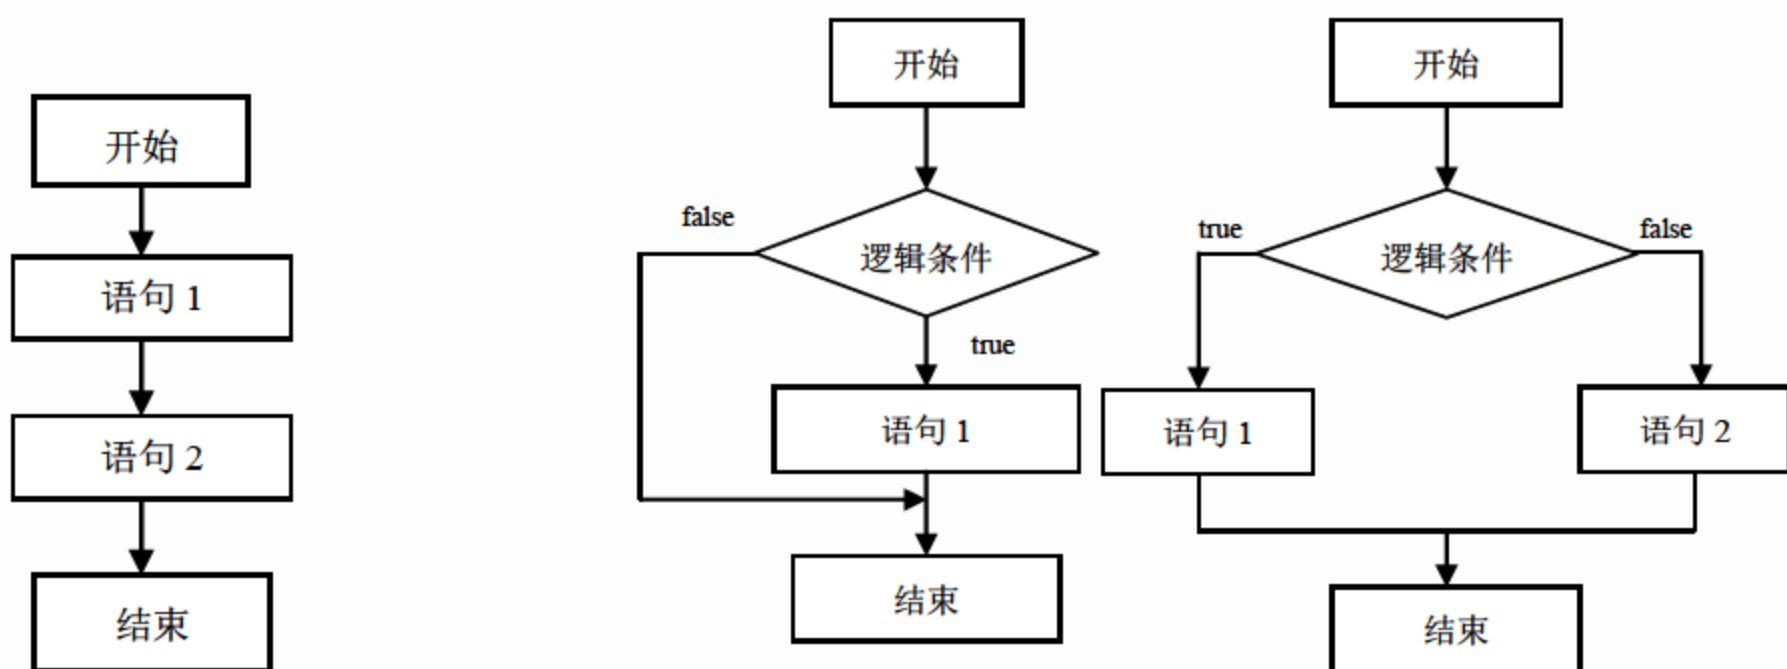 开始
语句 1
语句 2
结束
开始
false
逻辑条件
true
语句 1
结束
开始
true
false
逻辑条件
语句 1
语句 2
结束